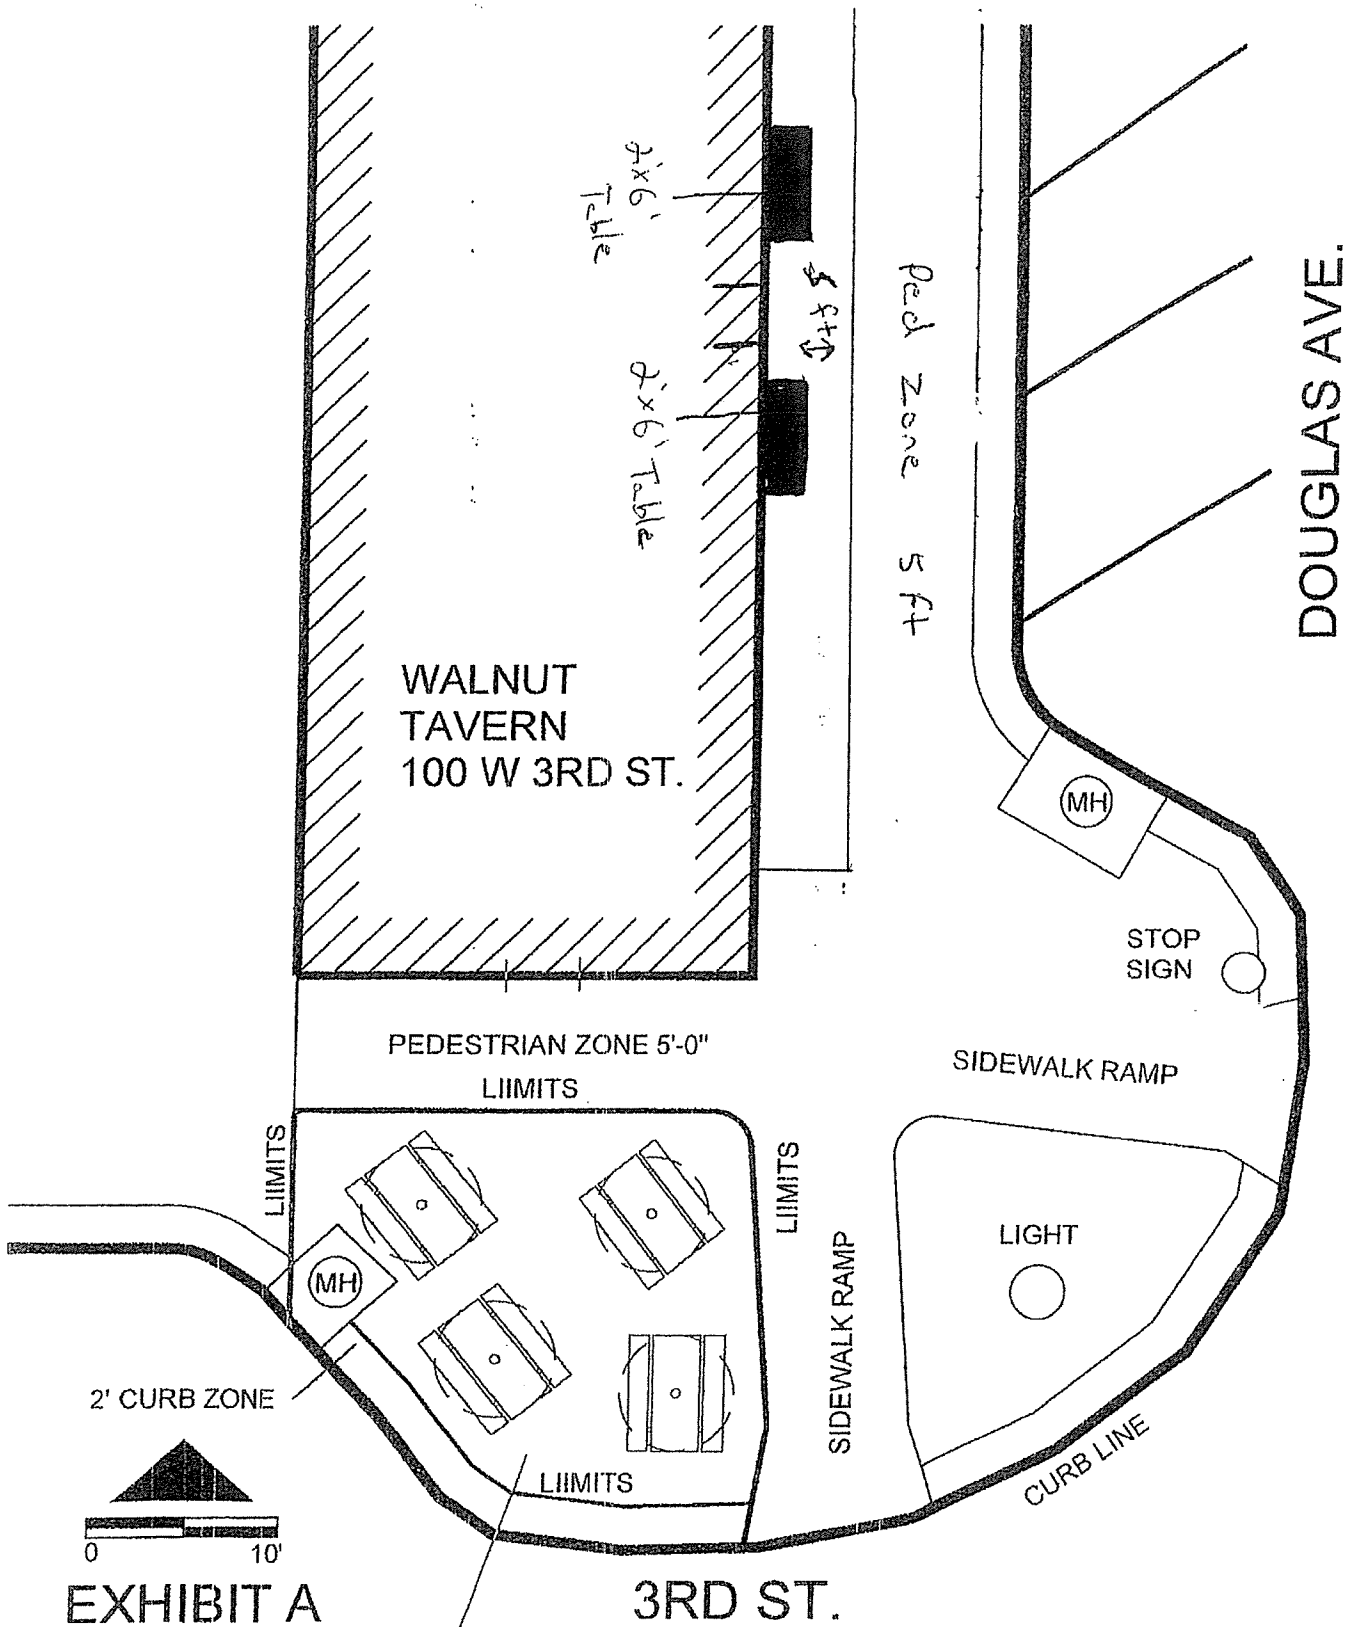 2'x6'
Table
5 ft
2'x6' Table
Ped Zone 5 ft
DOUGLAS AVE.
WALNUT
TAVERN
100 W 3RD ST.
MH
STOP
SIGN
PEDESTRIAN ZONE 5'-0"
LIIMITS
SIDEWALK RAMP
LIIMITS
LIIMITS
SIDEWALK RAMP
LIGHT
MH
2' CURB ZONE
LIIMITS
CURB LINE
0 10'
EXHIBIT A
3RD ST.